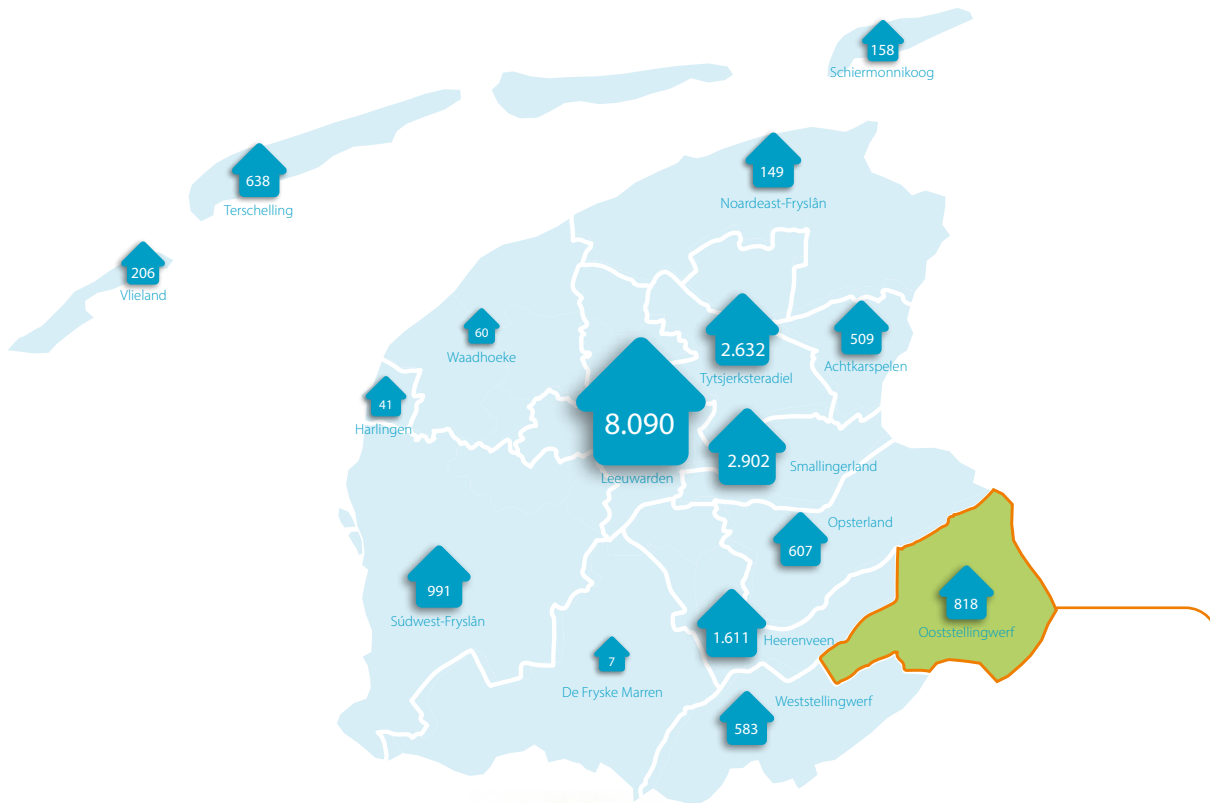 158
Schiermonnikoog
149
Noardeast-Fryslân
638
Terschelling
206
Vlieland
60
Waadhoeke
2.632
Tytsjerksteradiel
509
Achtkarspelen
41
Harlingen
8.090
Leeuwarden
2.902
Smallingerland
607
Opsterland
991
Súdwest-Fryslân
818
Ooststellingwerf
1.611
Heerenveen
7
De Fryske Marren
583
Weststellingwerf